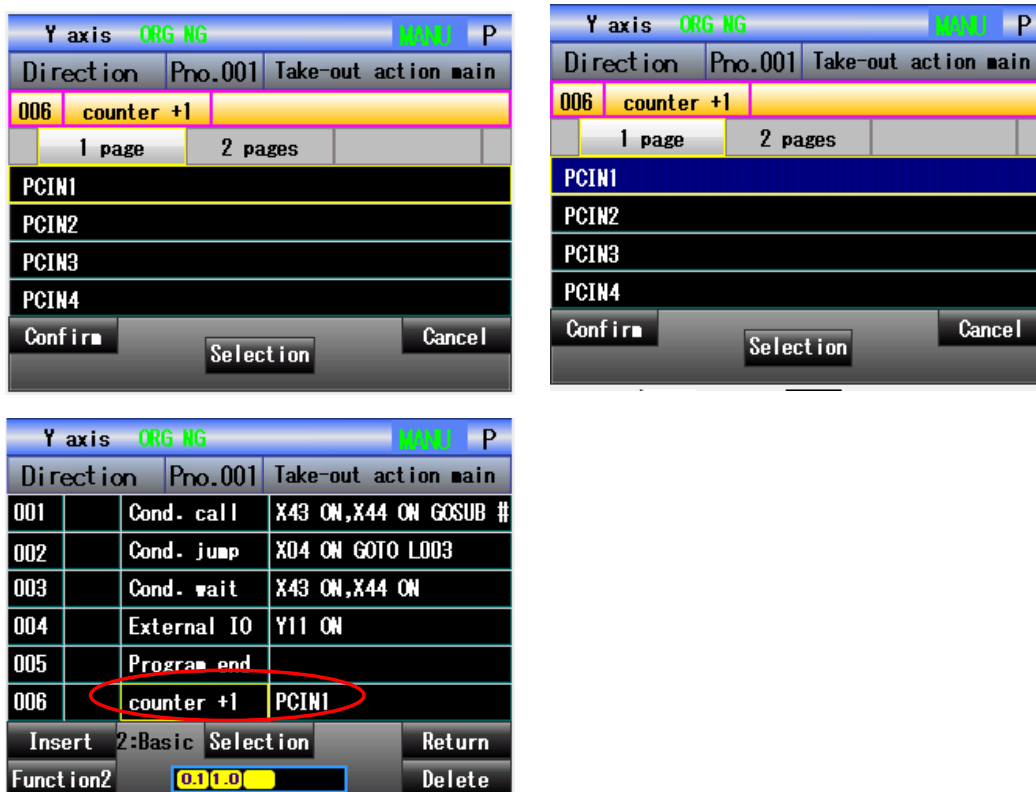 Y axis ORG NG MANU P
Direction Pno.001 Take-out action main
006 counter +1
1 page 2 pages
PCIN1
PCIN2
PCIN3
PCIN4
Confirm Selection Cancel
Y axis ORG NG MANU P
Direction Pno.001 Take-out action main
006 counter +1
1 page 2 pages
PCIN1
PCIN2
PCIN3
PCIN4
Confirm Selection Cancel
Y axis ORG NG MANU P
Direction Pno.001 Take-out action main
001 Cond. call X43 ON,X44 ON GOSUB #
002 Cond. jump X04 ON GOTO L003
003 Cond. wait X43 ON,X44 ON
004 External IO Y11 ON
005 Program end
006 counter +1 PCIN1
Insert 2:Basic Selection Return
Function2 0.1 1.0 Delete